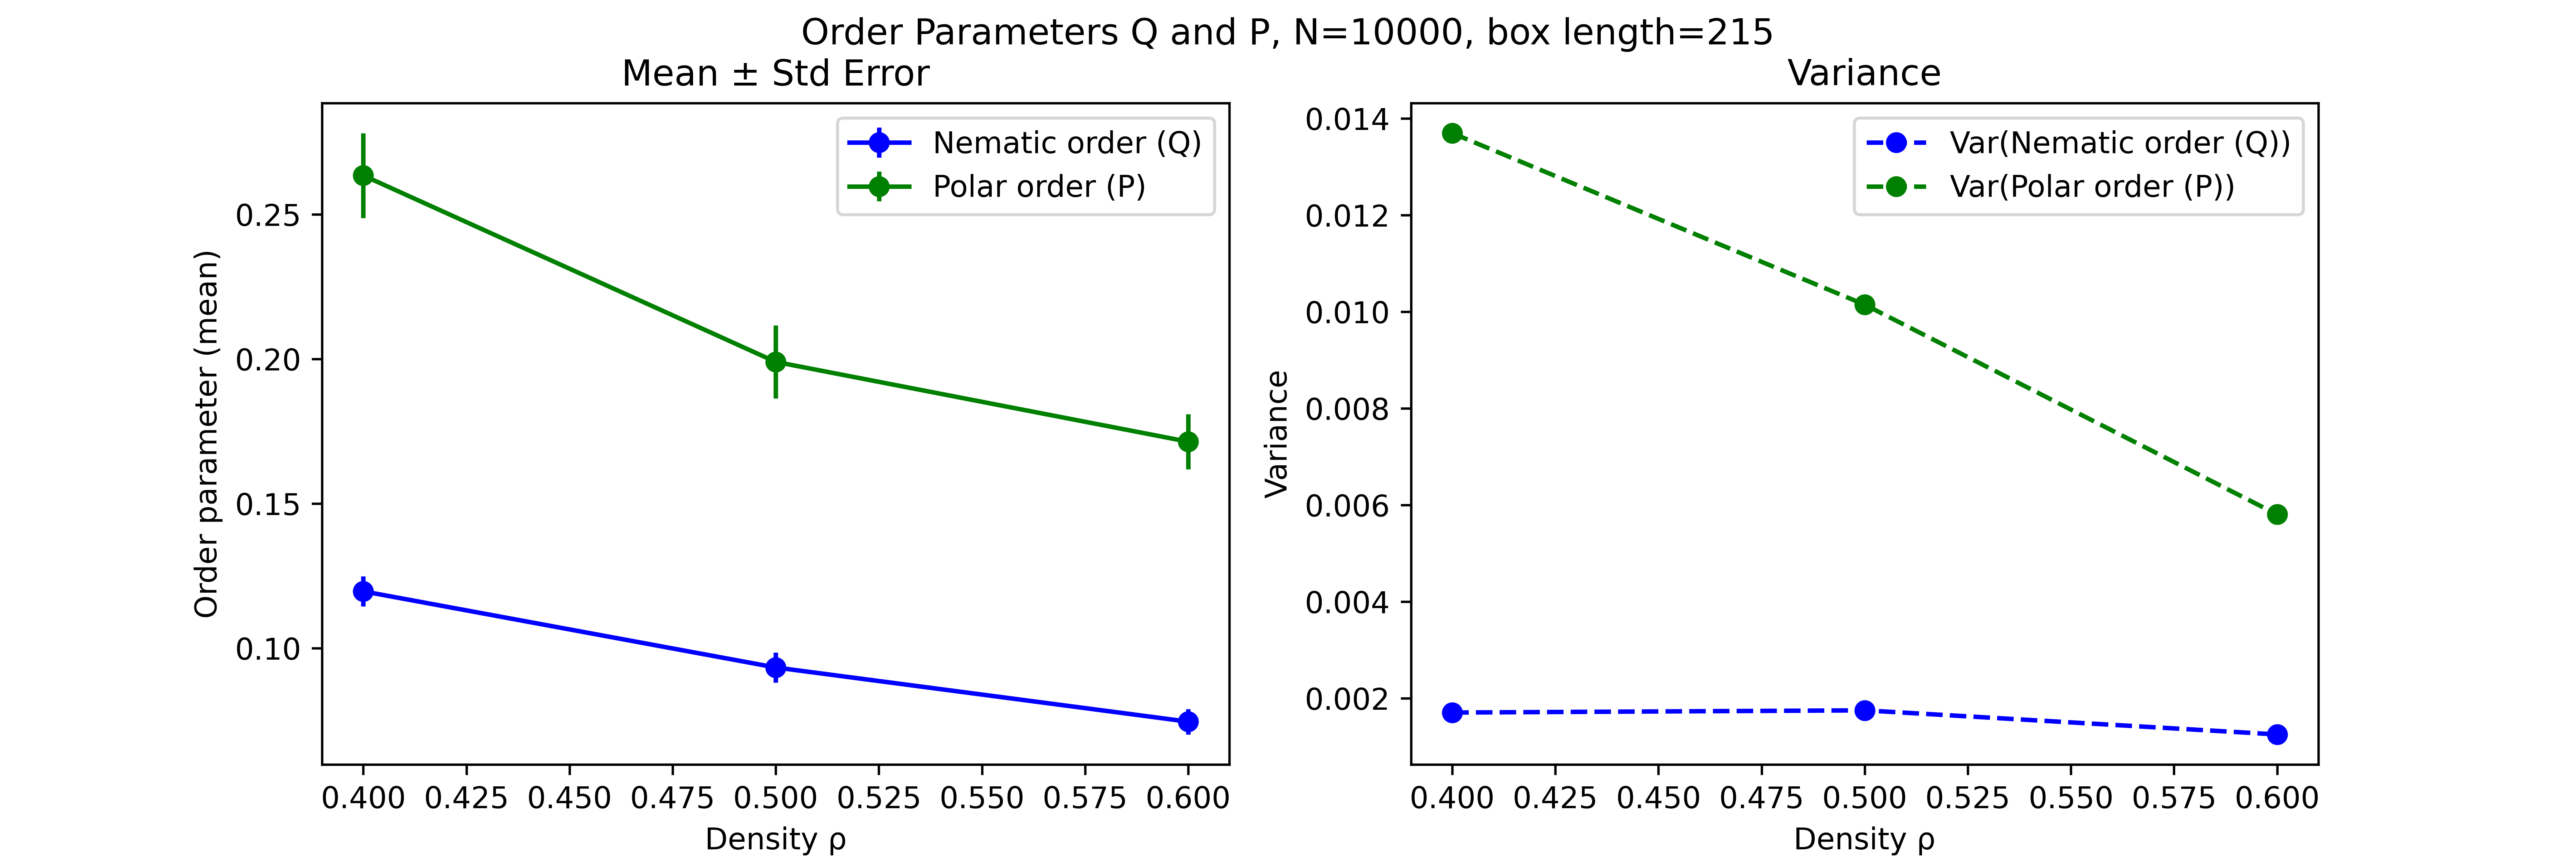 Order Parameters Q and P, N=10000, box length=215
Mean ± Std Error
Nematic order (Q)
Polar order (P)
0.25
0.20
0.15
0.10
Order parameter (mean)
0.400 0.425 0.450 0.475 0.500 0.525 0.550 0.575 0.600
Density ρ
Variance
Var(Nematic order (Q))
Var(Polar order (P))
0.014
0.012
0.010
0.008
0.006
0.004
0.002
Variance
0.400 0.425 0.450 0.475 0.500 0.525 0.550 0.575 0.600
Density ρ